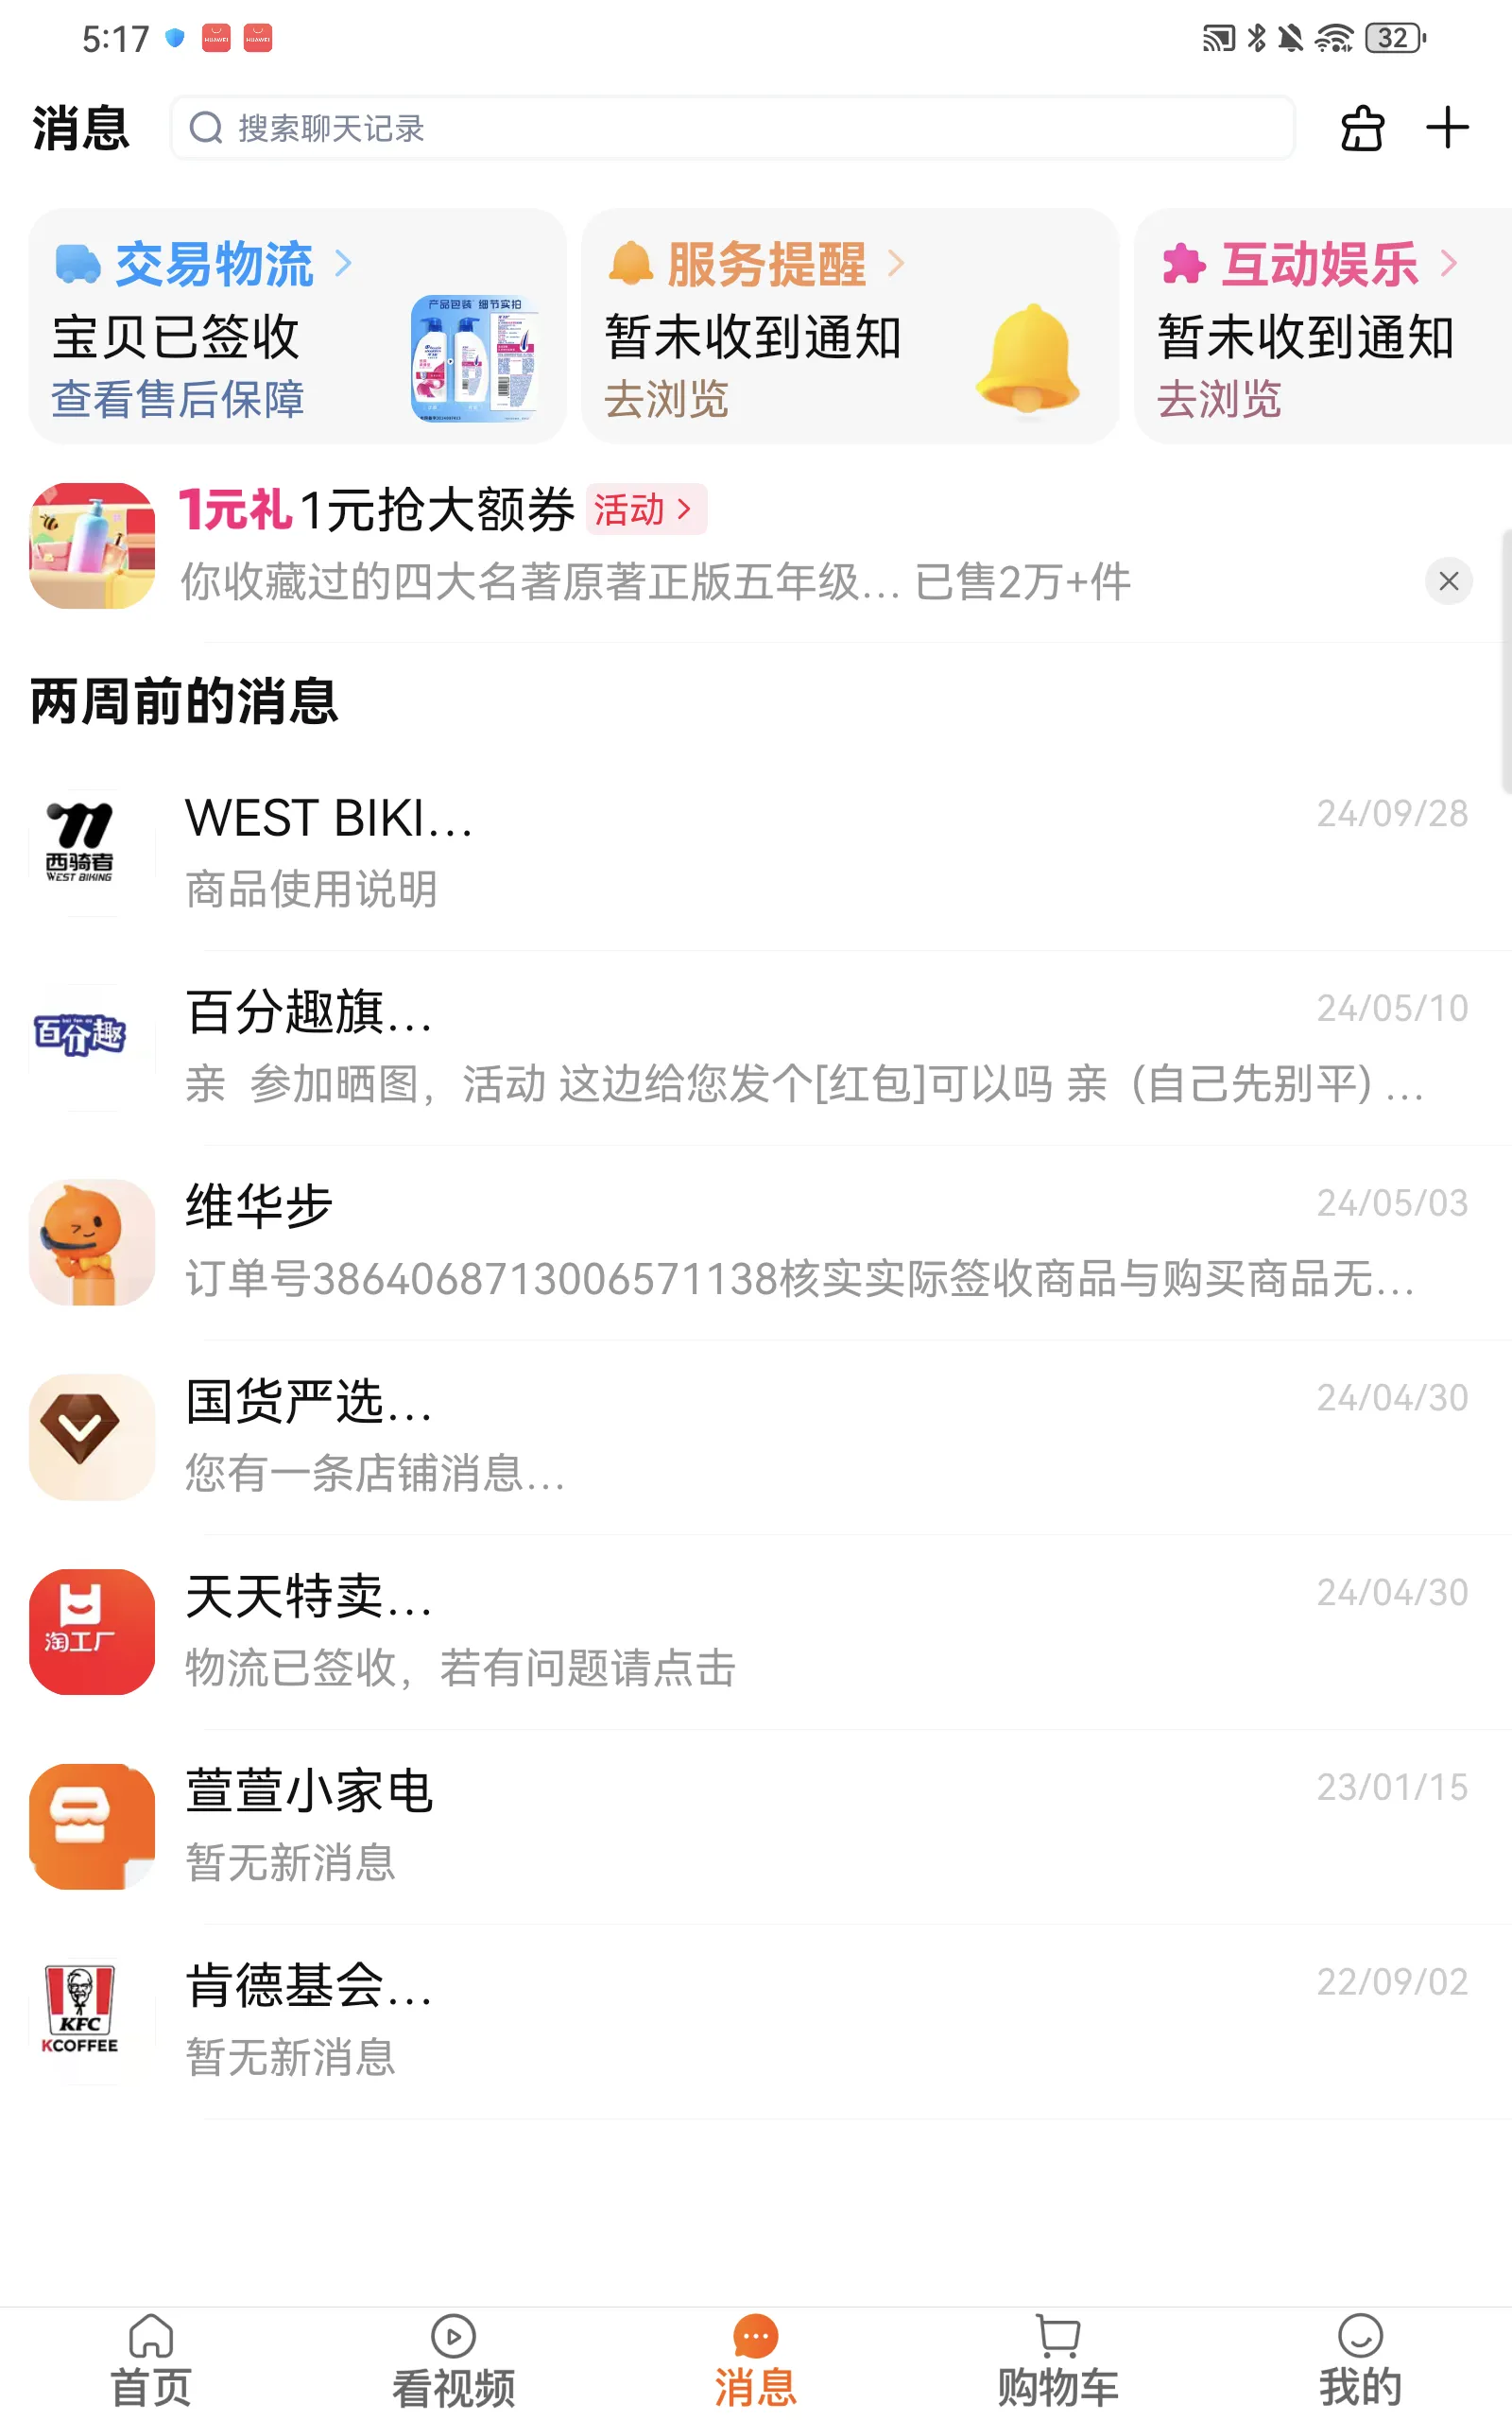 5:17
HUAWEI HUAWEI
32
消息
搜索聊天记录
交易物流
宝贝已签收
查看售后保障
产品包装 细节实拍
服务提醒
暂未收到通知
去浏览
互动娱乐
暂未收到通知
去浏览
1元礼 1元抢大额券 活动
你收藏过的四大名著原著正版五年级... 已售2万+件
两周前的消息
西骑者
WEST BIKING
WEST BIKI...
24/09/28
商品使用说明
百分趣
百分趣旗...
24/05/10
亲 参加晒图，活动 这边给您发个[红包]可以吗 亲（自己先别平）...
维华步
24/05/03
订单号3864068713006571138核实实际签收商品与购买商品无...
国货严选...
24/04/30
您有一条店铺消息...
淘工厂
天天特卖...
24/04/30
物流已签收，若有问题请点击
萱萱小家电
23/01/15
暂无新消息
KFC
KCOFFEE
肯德基会...
22/09/02
暂无新消息
首页
看视频
消息
购物车
我的